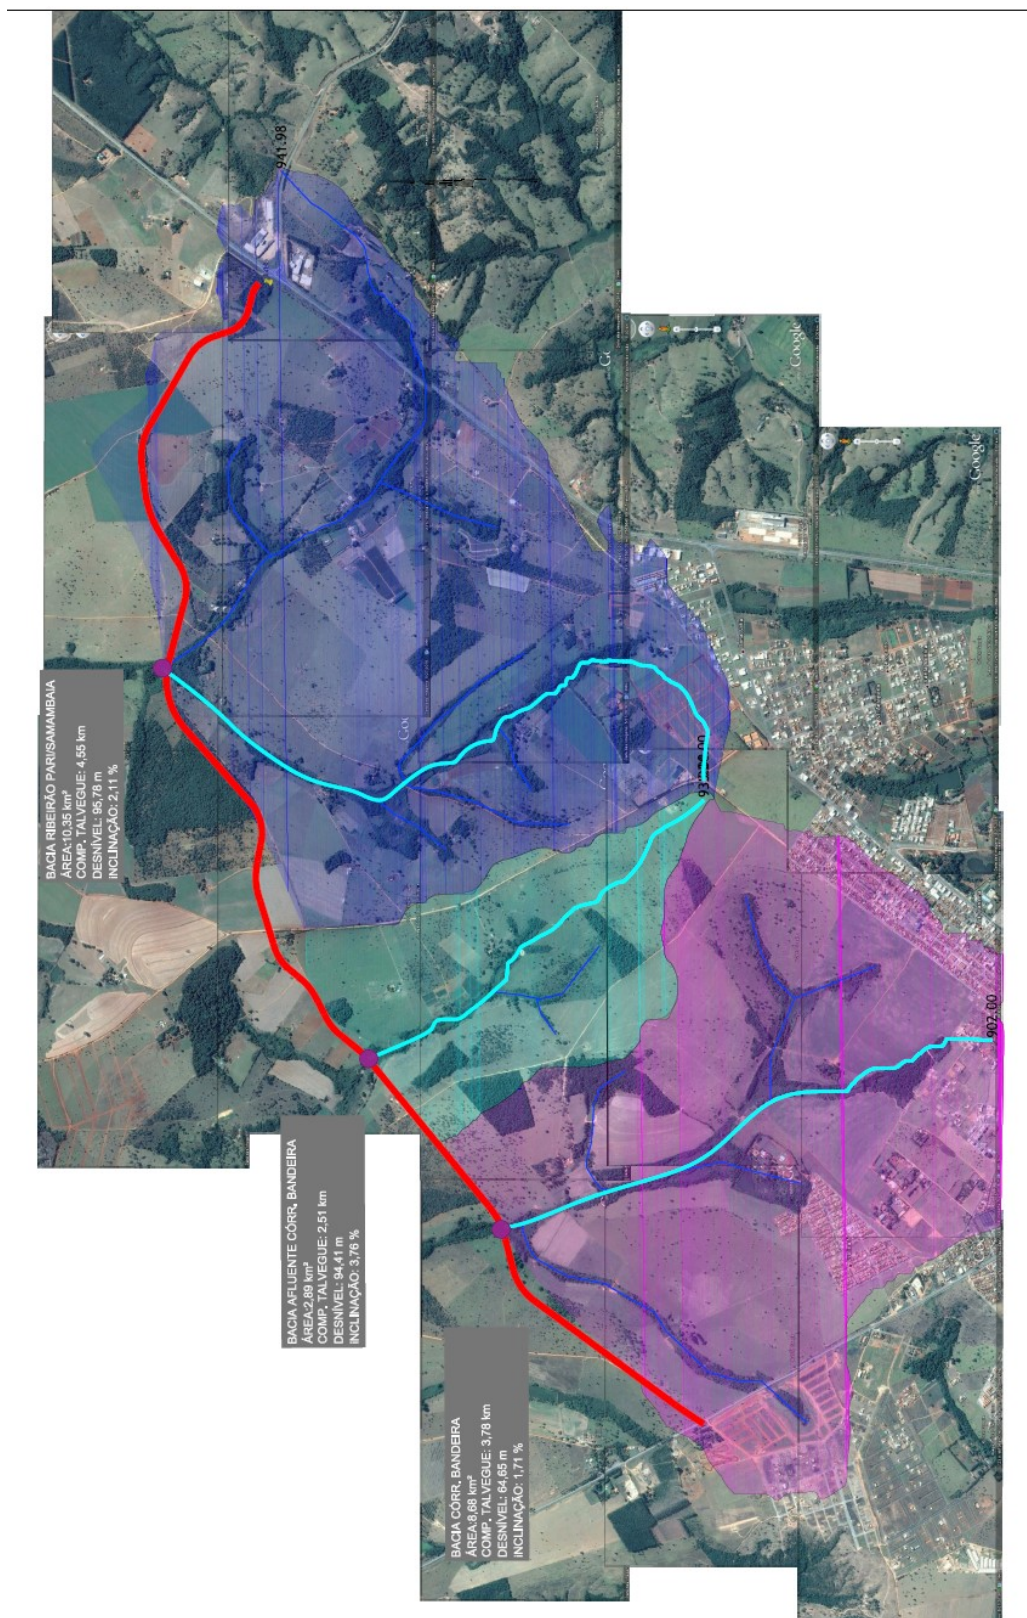 941.98
Google
Google
BACIA RIBEIRÃO PARI/SAMAMBAIA
ÁREA:10,35 km²
COMP. TALVEGUE: 4,55 km
DESNÍVEL: 95,78 m
INCLINAÇÃO: 2,11 %
902.00
BACIA AFLUENTE CÓRR. BANDEIRA
ÁREA:2,89 km²
COMP. TALVEGUE: 2,51 km
DESNÍVEL: 94,41 m
INCLINAÇÃO: 3,76 %
BACIA CÓRR. BANDEIRA
ÁREA:8,68 km²
COMP. TALVEGUE: 3,78 km
DESNÍVEL: 64,65 m
INCLINAÇÃO: 1,71 %